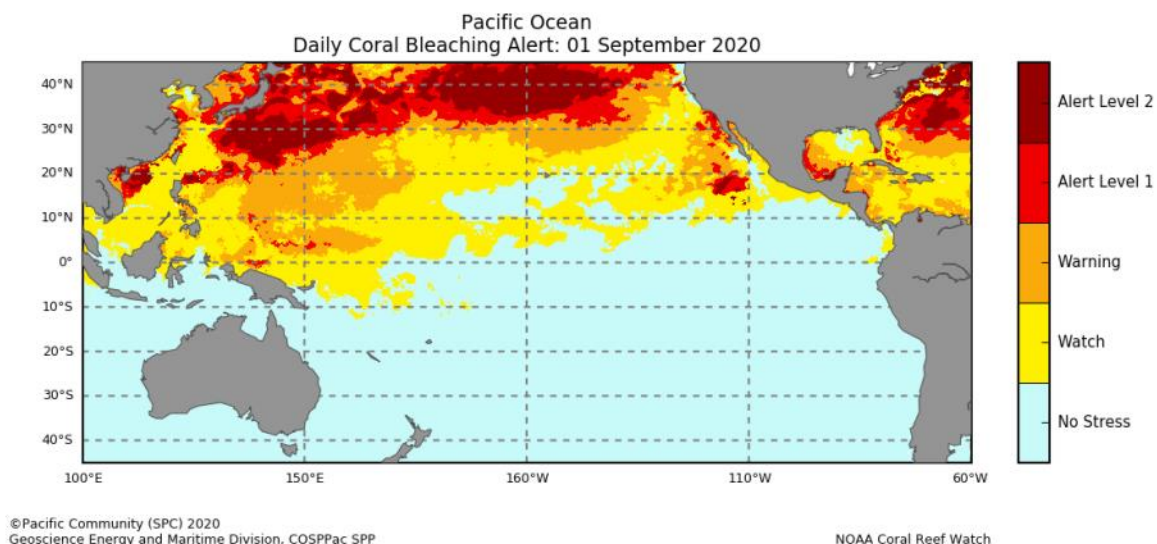 Pacific Ocean
Daily Coral Bleaching Alert: 01 September 2020
40°N
30°N
20°N
10°N
0°
10°S
20°S
30°S
40°S
100°E
150°E
160°W
110°W
60°W
Alert Level 2
Alert Level 1
Warning
Watch
No Stress
©Pacific Community (SPC) 2020
Geoscience Energy and Maritime Division, COSPPac SPP
NOAA Coral Reef Watch